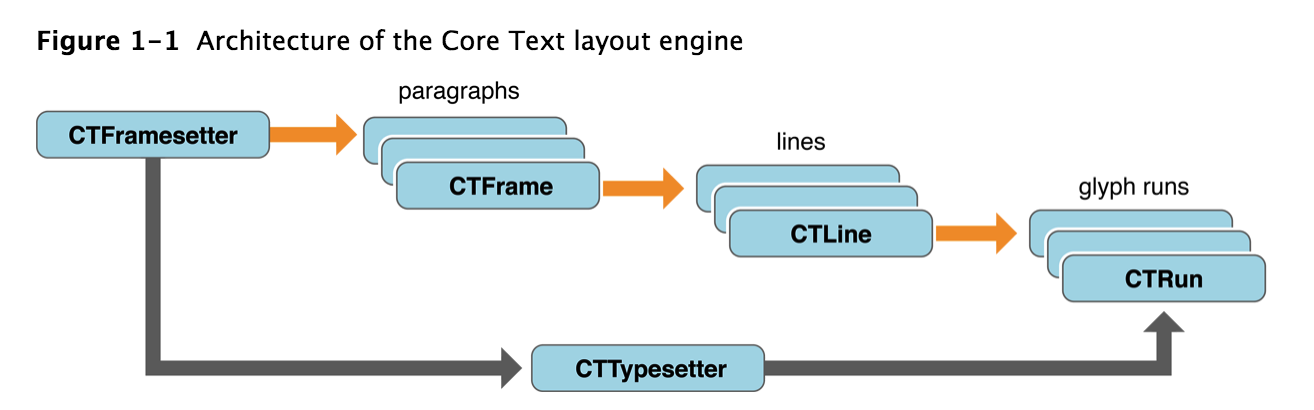 Figure 1-1 Architecture of the Core Text layout engine
paragraphs
CTFramesetter
lines
CTFrame
glyph runs
CTLine
CTRun
CTTypesetter